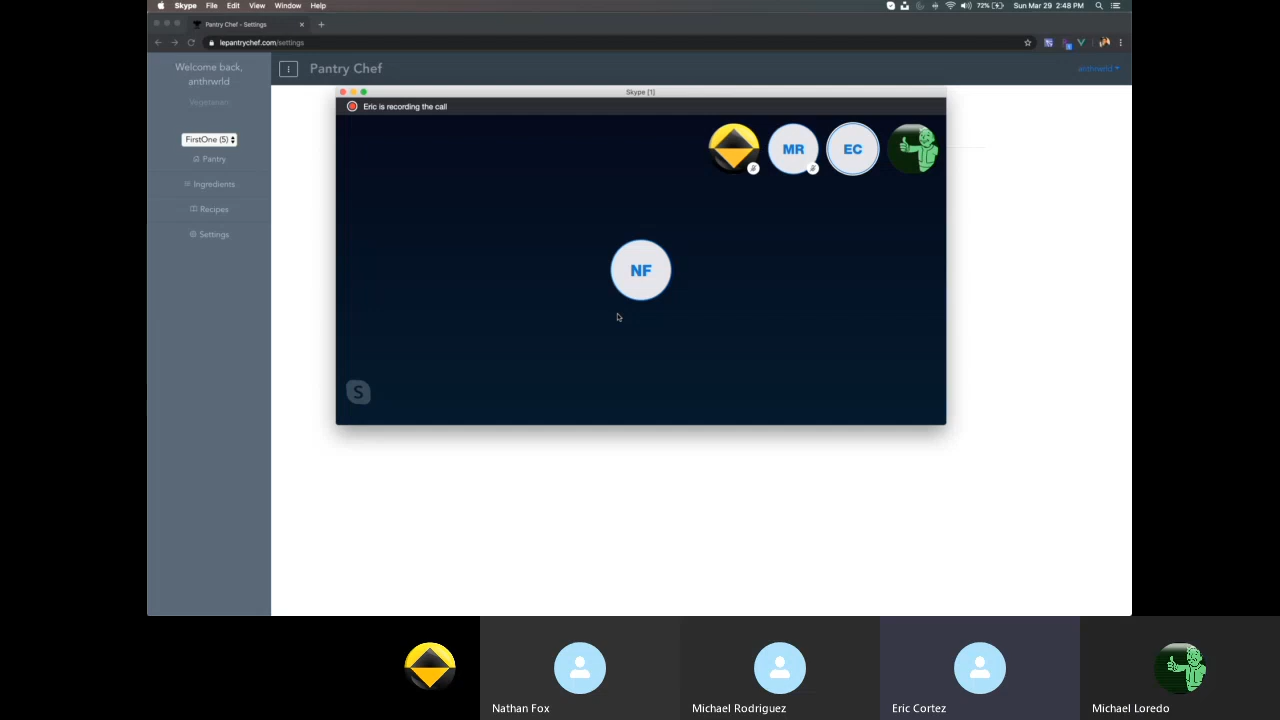 Skype File Edit View Window Help
72% Sun Mar 29 2:48 PM
Pantry Chef - Settings
lepantrychef.com/settings
Welcome back,
anthrwrld
Vegetarian
FirstOne (5)
Pantry
Ingredients
Recipes
Settings
Pantry Chef
anthrwrld
Skype [1]
Eric is recording the call
MR
EC
NF
S
Nathan Fox
Michael Rodriguez
Eric Cortez
Michael Loredo